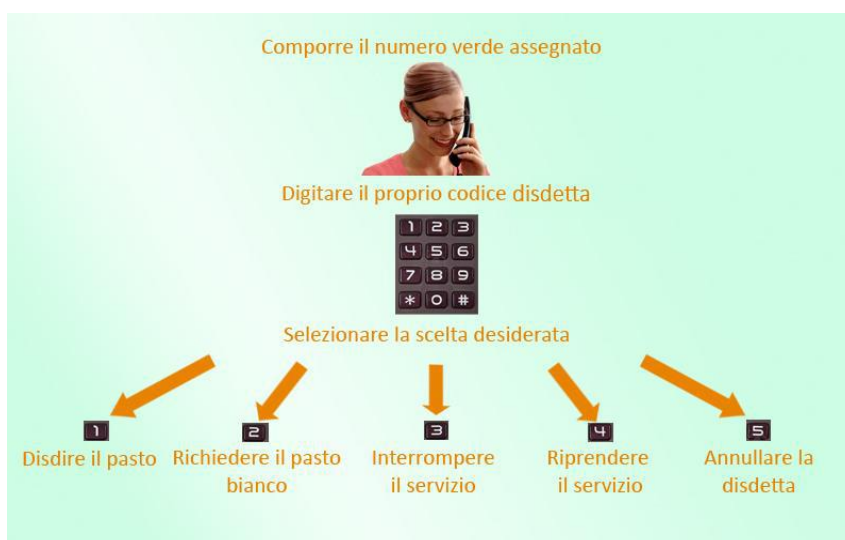 Comporre il numero verde assegnato
Digitare il proprio codice disdetta
1 2 3
4 5 6
7 8 9
* 0 #
Selezionare la scelta desiderata
1
Disdire il pasto
2
Richiedere il pasto
bianco
3
Interrompere
il servizio
4
Riprendere
il servizio
5
Annullare la
disdetta